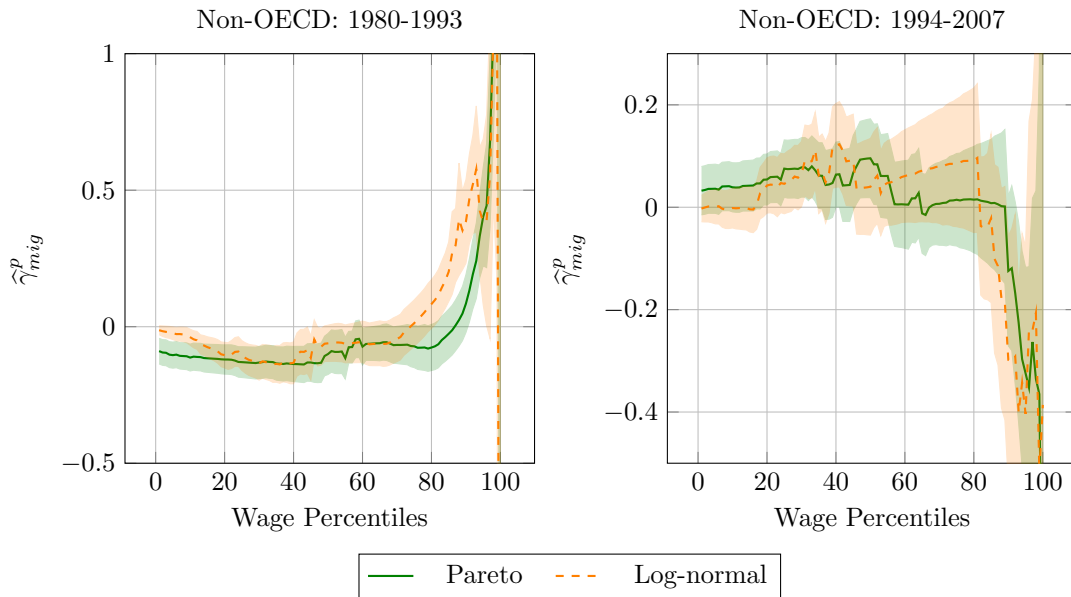 Non-OECD: 1980-1993
Non-OECD: 1994-2007
1
0.5
0
−0.5
0.2
0
−0.2
−0.4
0 20 40 60 80 100
0 20 40 60 80 100
Wage Percentiles
Wage Percentiles
γ̂ᵖₘᵢg
γ̂ᵖₘᵢg
Pareto Log-normal